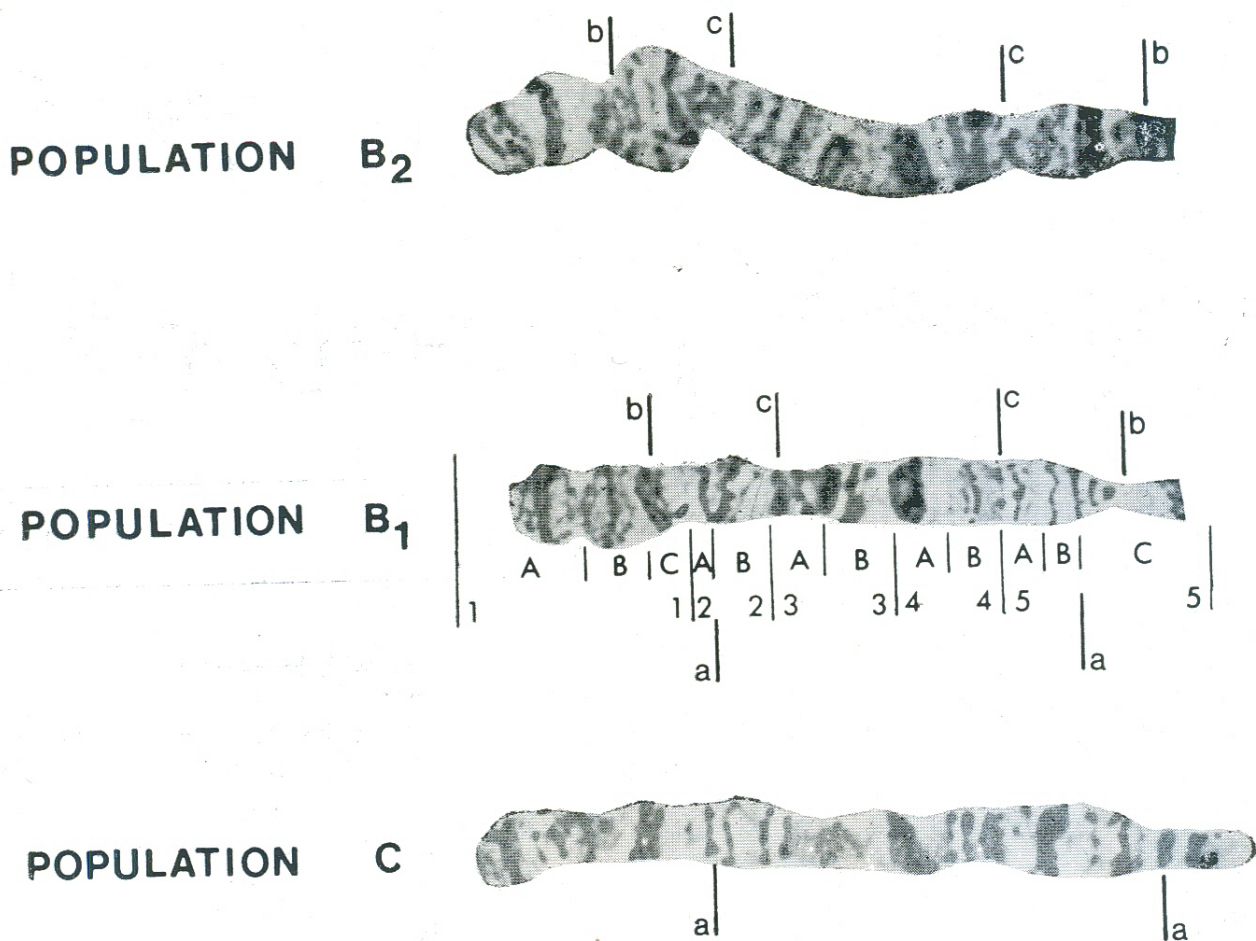 b c c b
POPULATION B₂
b c c b
POPULATION B₁
A B C A B A B A B A B C
1 1 2 2 3 3 4 4 5 5
a a
POPULATION C
a a